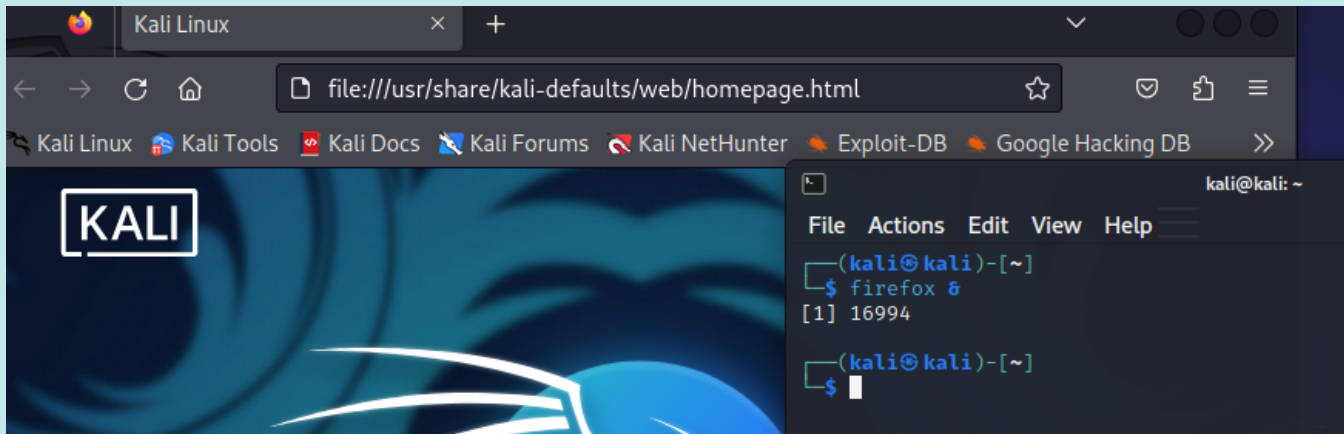 Kali Linux
file:///usr/share/kali-defaults/web/homepage.html
Kali Linux Kali Tools Kali Docs Kali Forums Kali NetHunter Exploit-DB Google Hacking DB
KALI
kali@kali: ~
File Actions Edit View Help
┌──(kali㉿kali)-[~]
└─$ firefox &
[1] 16994
┌──(kali㉿kali)-[~]
└─$